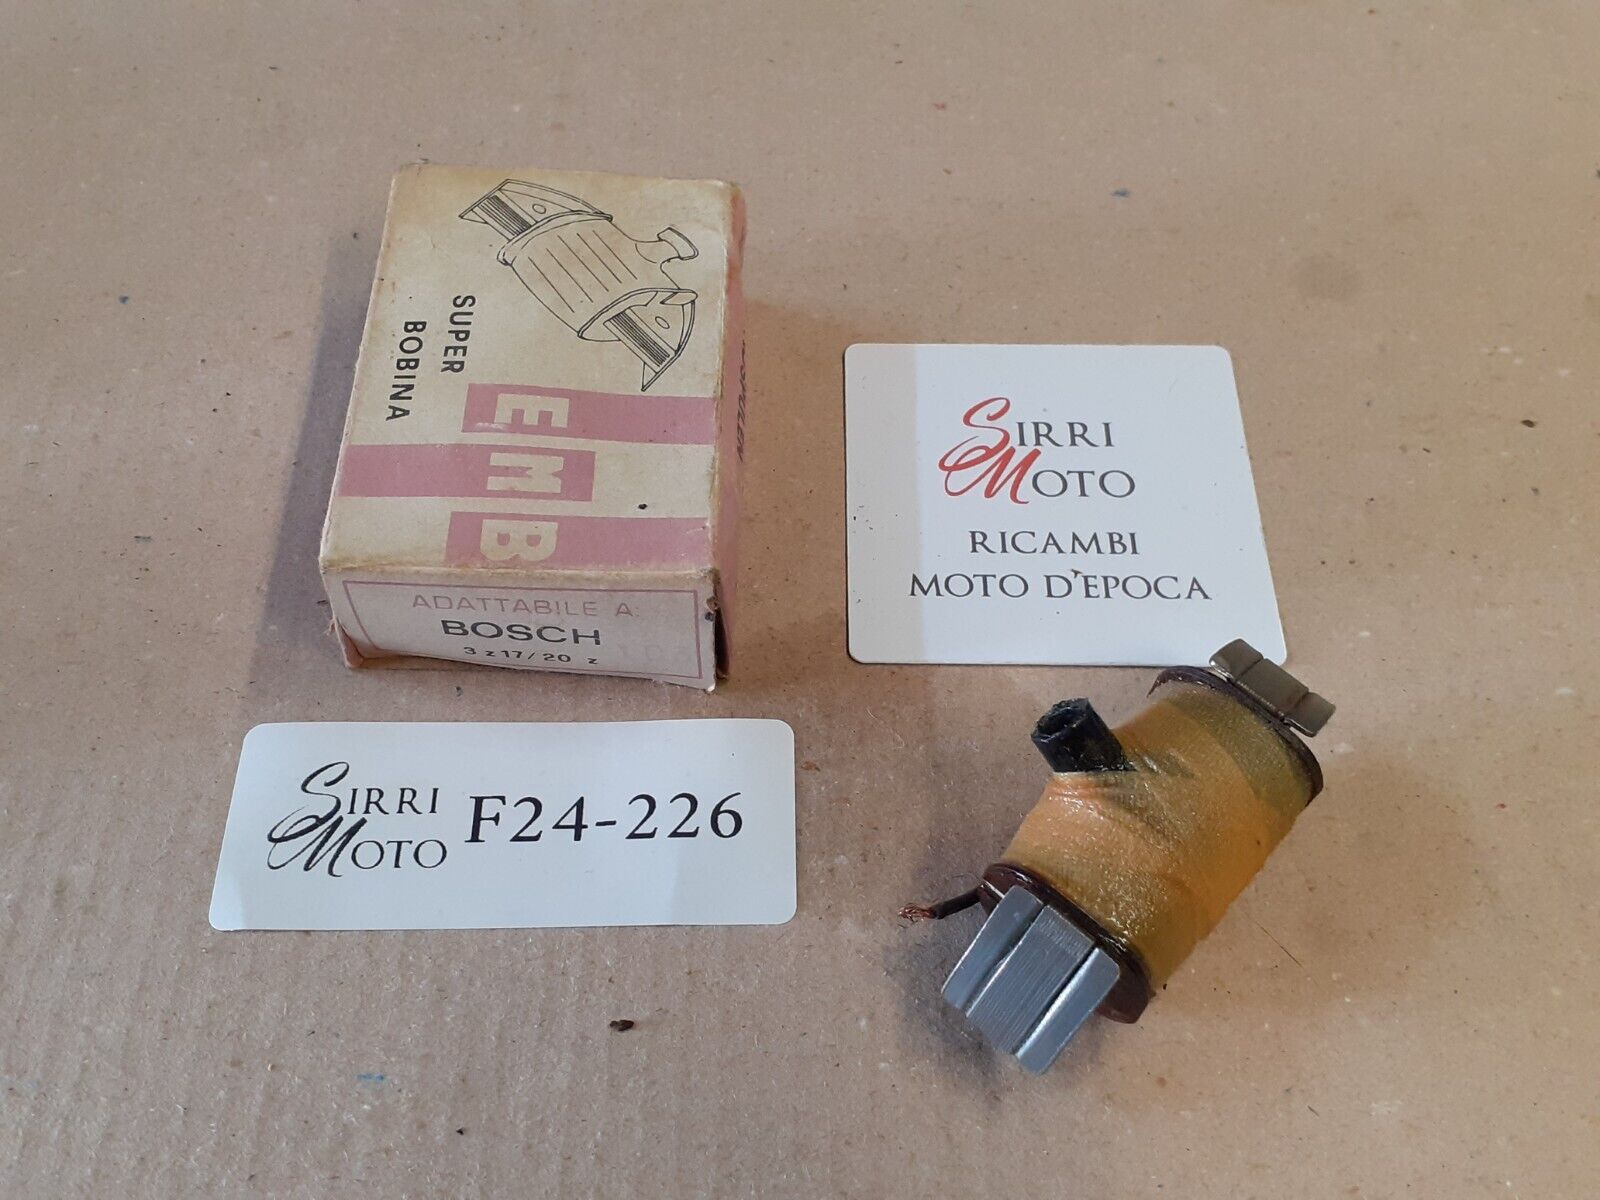 SUPER
BOBINA
EMB
ADATTABILE A:
BOSCH
3 z 17/20 z
SIRRI
MOTO
RICAMBI
MOTO D'EPOCA
SIRRI
MOTO
F24-226